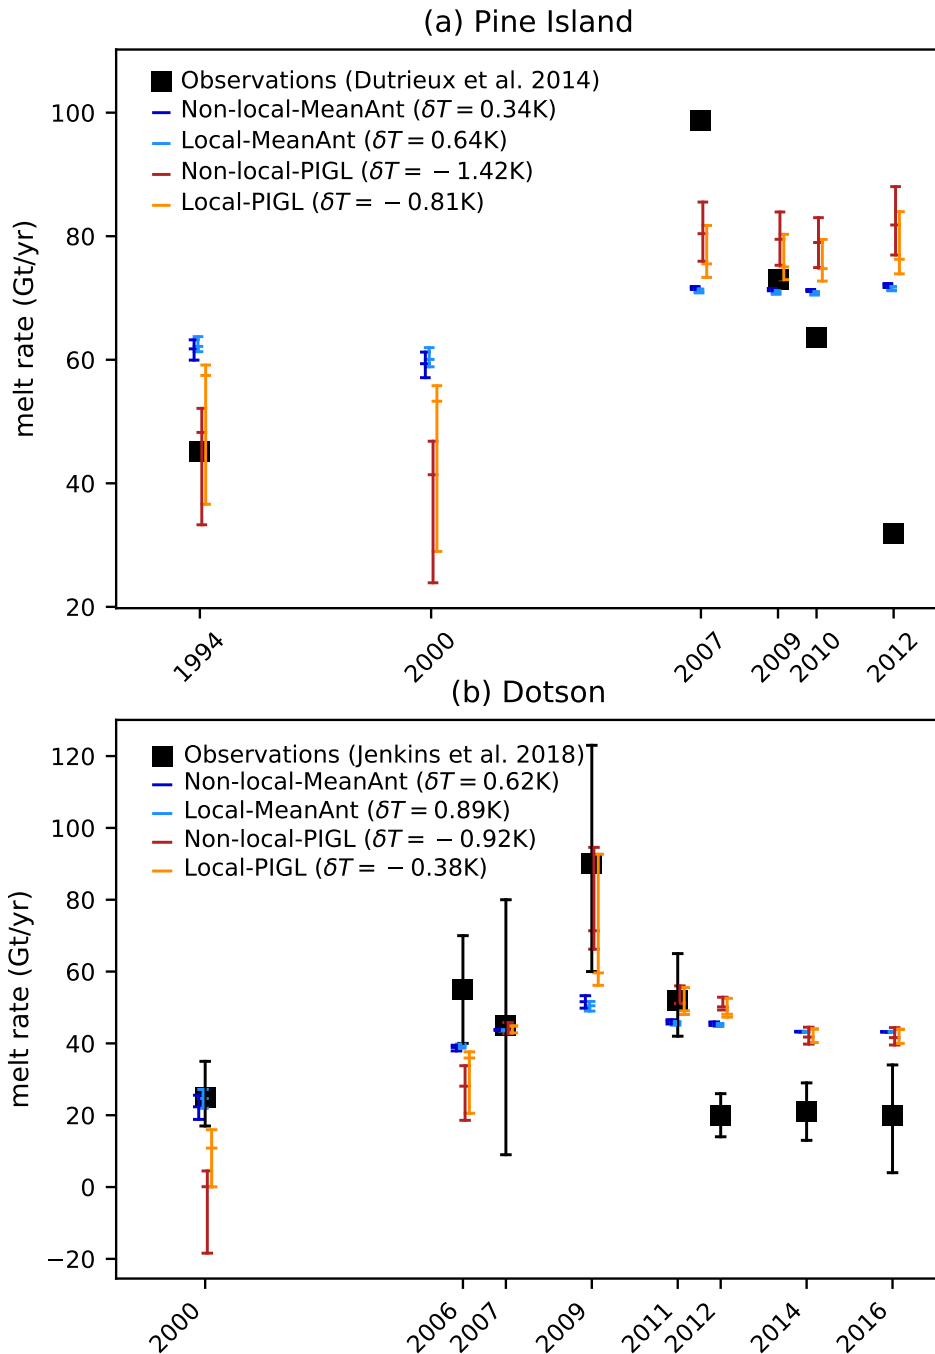 (a) Pine Island
Observations (Dutrieux et al. 2014)
Non-local-MeanAnt (δT = 0.34K)
Local-MeanAnt (δT = 0.64K)
Non-local-PIGL (δT = −1.42K)
Local-PIGL (δT = −0.81K)
melt rate (Gt/yr)
100
80
60
40
20
1994
2000
2007
2009
2010
2012
(b) Dotson
Observations (Jenkins et al. 2018)
Non-local-MeanAnt (δT = 0.62K)
Local-MeanAnt (δT = 0.89K)
Non-local-PIGL (δT = −0.92K)
Local-PIGL (δT = −0.38K)
melt rate (Gt/yr)
120
100
80
60
40
20
0
−20
2000
2006
2007
2009
2011
2012
2014
2016